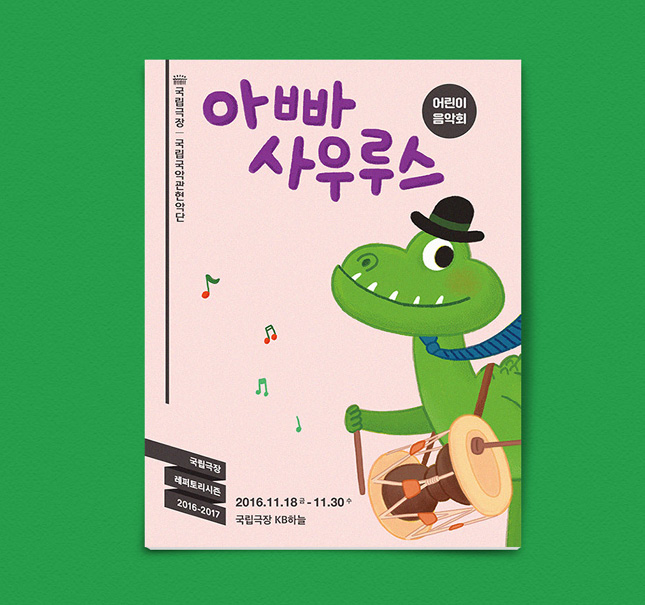 국립극장 | 국립국악관현악단
아빠
사우루스
어린이
음악회
국립극장
레퍼토리시즌
2016-2017
2016.11.18 금 - 11.30 수
국립극장 KB하늘